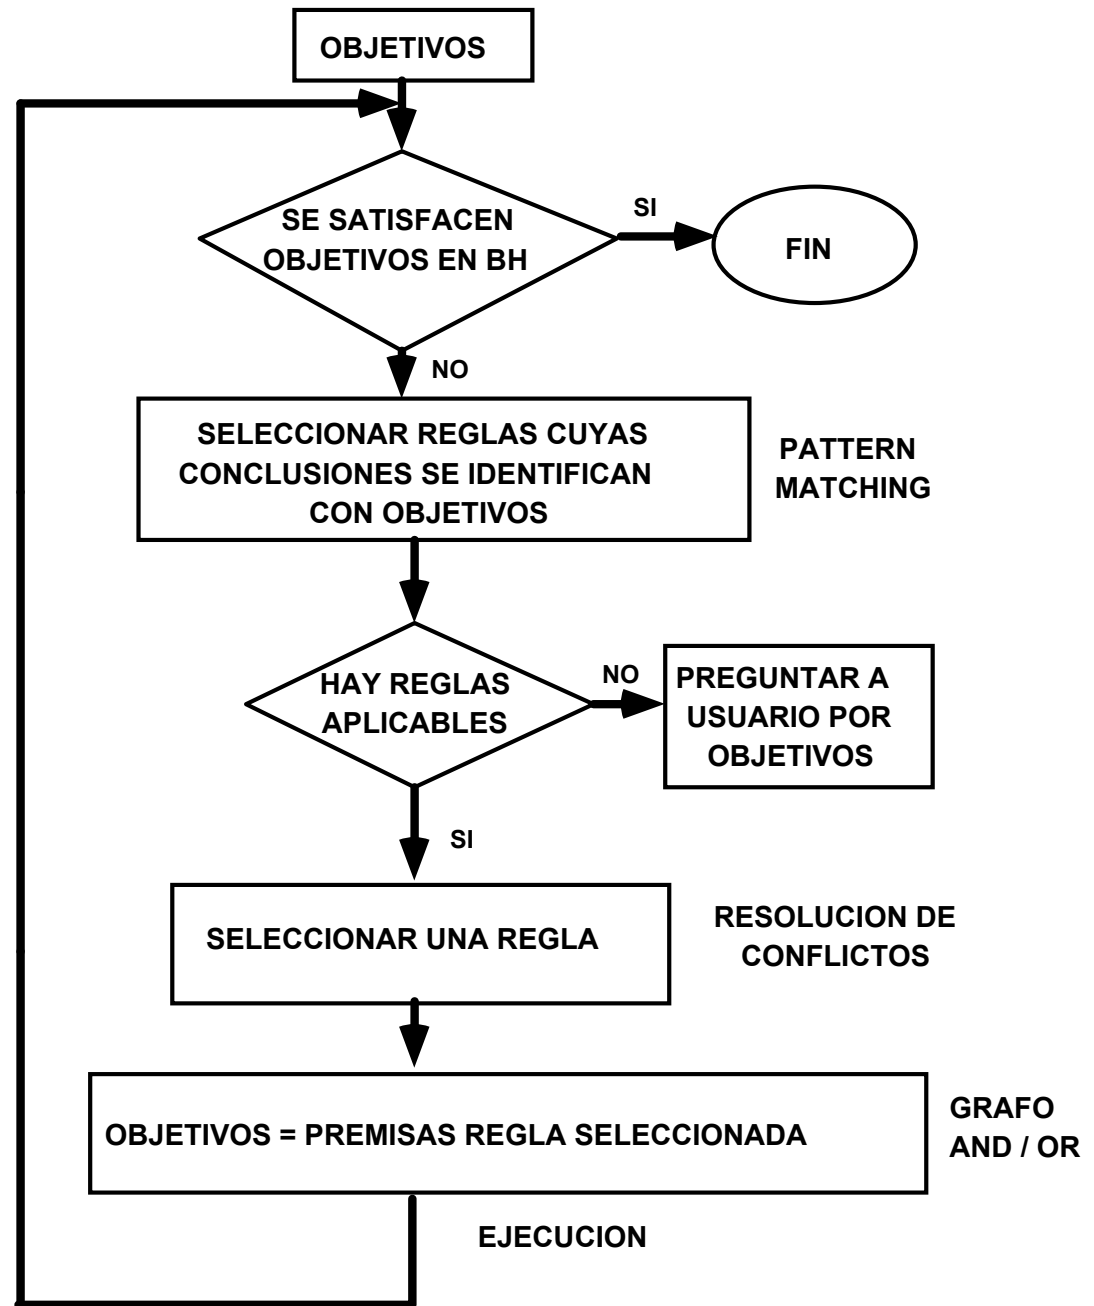 OBJETIVOS
SE SATISFACEN
OBJETIVOS EN BH
SI
FIN
NO
SELECCIONAR REGLAS CUYAS
CONCLUSIONES SE IDENTIFICAN
CON OBJETIVOS
PATTERN
MATCHING
HAY REGLAS
APLICABLES
NO
PREGUNTAR A
USUARIO POR
OBJETIVOS
SI
SELECCIONAR UNA REGLA
RESOLUCION DE
CONFLICTOS
OBJETIVOS = PREMISAS REGLA SELECCIONADA
GRAFO
AND / OR
EJECUCION